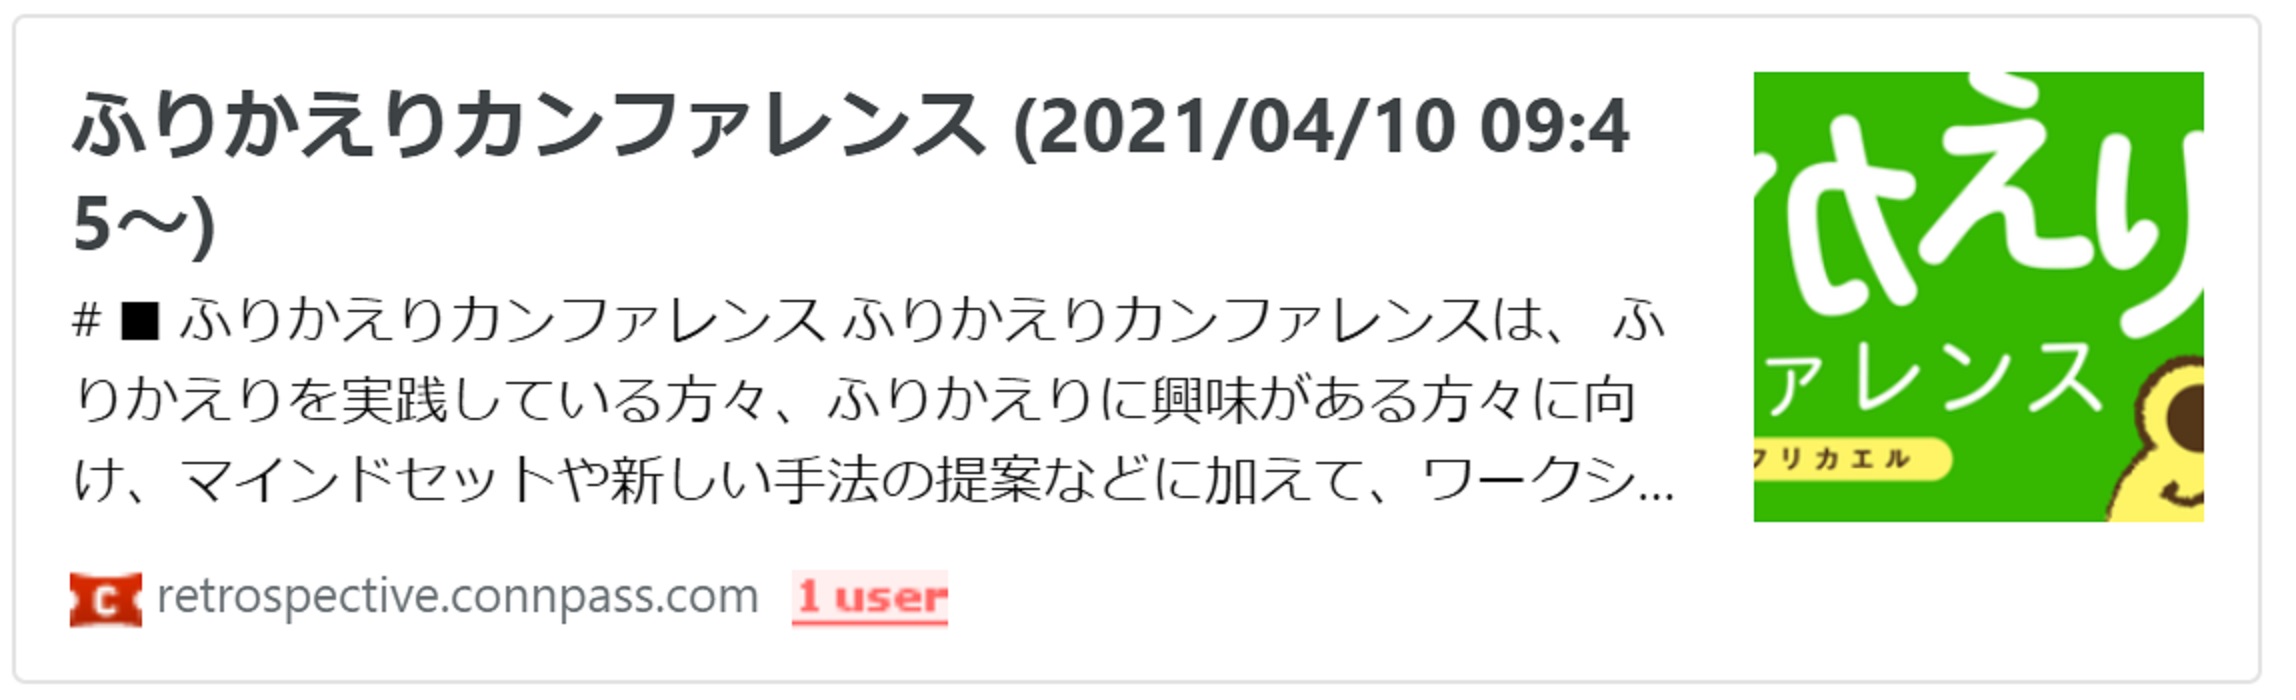 ふりかえりカンファレンス (2021/04/10 09:4
5～)
# ■ ふりかえりカンファレンス ふりかえりカンファレンスは、 ふ
りかえりを実践している方々、ふりかえりに興味がある方々に向
け、マインドセットや新しい手法の提案などに加えて、ワークシ...
retrospective.connpass.com 1 user
かえり
ァレンス
フリカエル